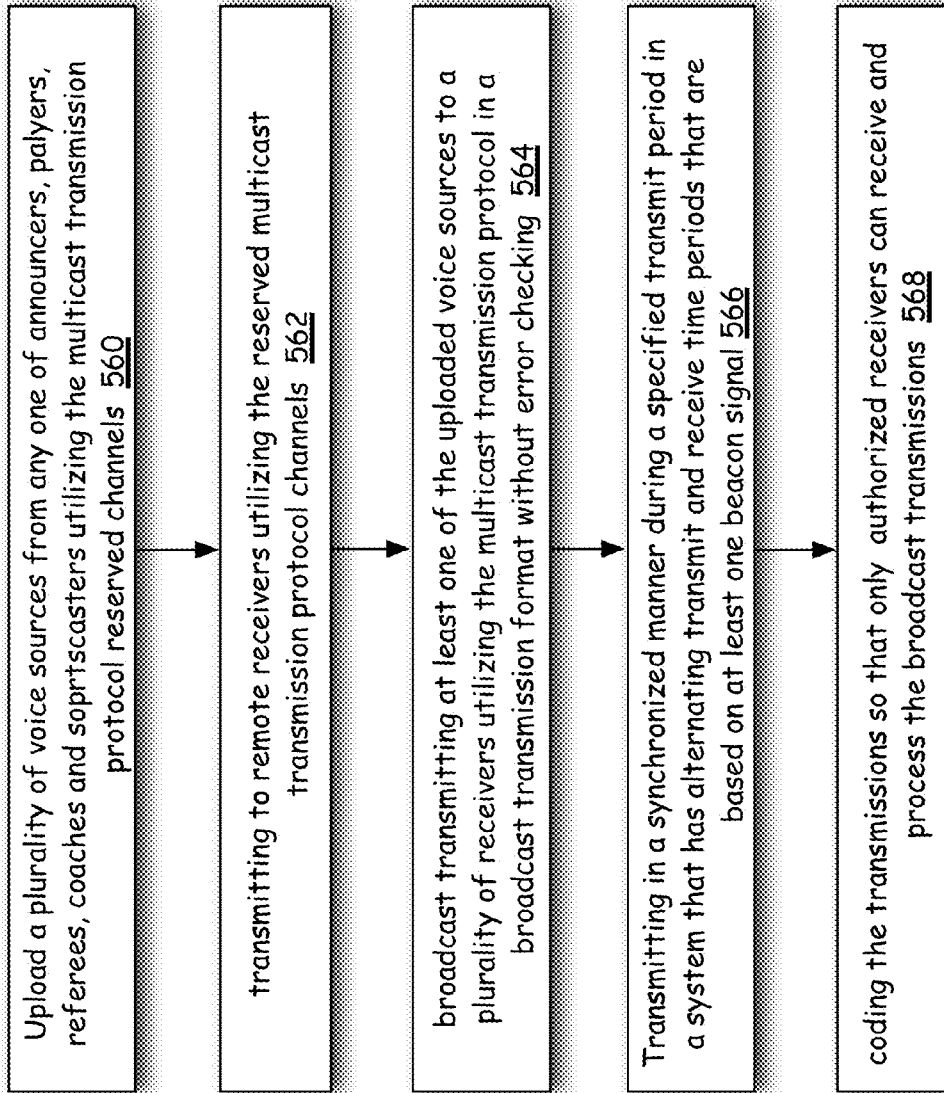 Upload a plurality of voice sources from any one of announcers, palyers,
referees, coaches and soprtscasters utilizing the multicast transmission
protocol reserved channels 560
transmitting to remote receivers utilizing the reserved multicast
transmission protocol channels 562
broadcast transmitting at least one of the uploaded voice sources to a
plurality of receivers utilizing the multicast transmission protocol in a
broadcast transmission format without error checking 564
Transmitting in a synchronized manner during a specified transmit period in
a system that has alternating transmit and receive time periods that are
based on at least one beacon signal 566
coding the transmissions so that only authorized receivers can receive and
process the broadcast transmissions 568